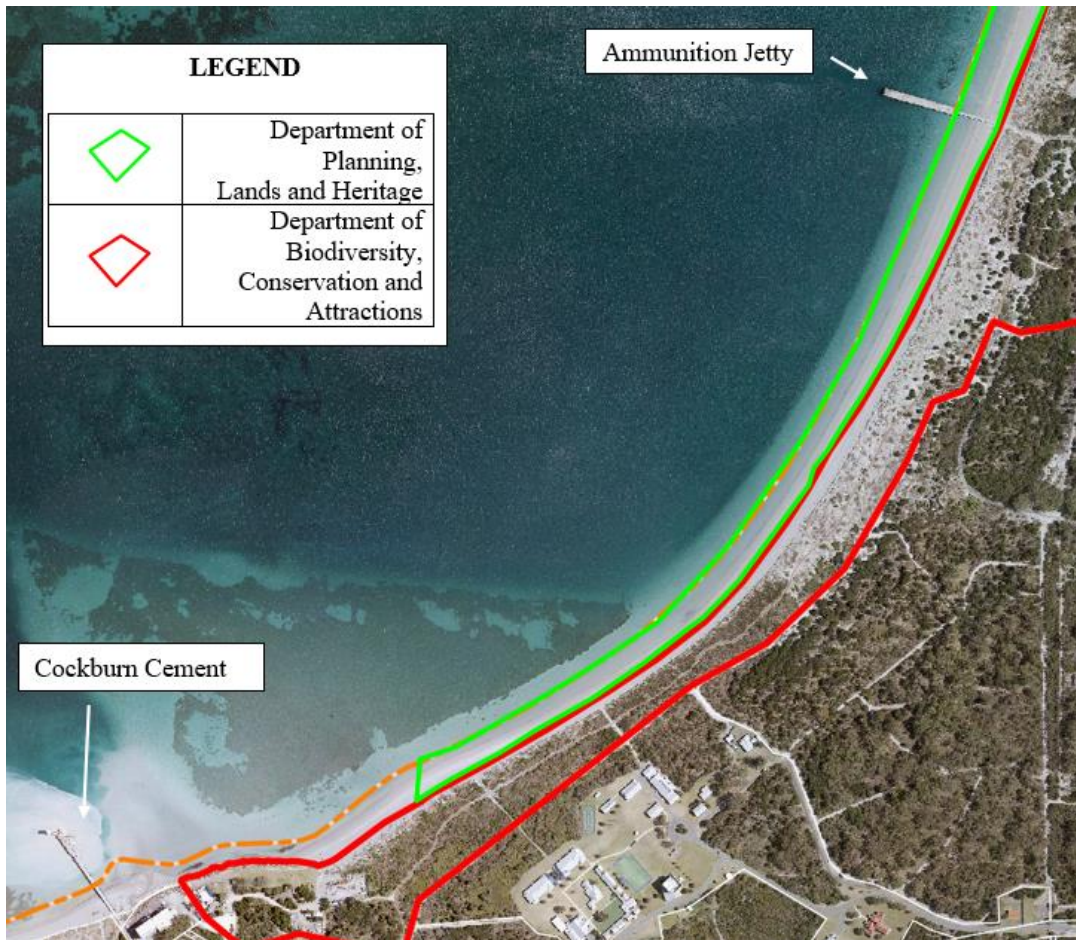 LEGEND
Department of
Planning,
Lands and Heritage
Department of
Biodiversity,
Conservation and
Attractions
Ammunition Jetty
Cockburn Cement